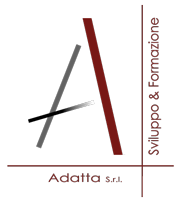 Sviluppo & Formazione
Adatta s.r.l.